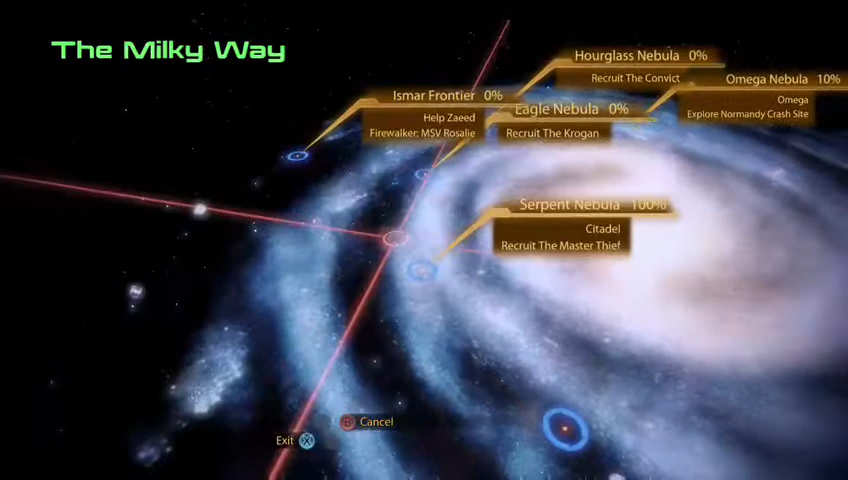 The Milky Way
Hourglass Nebula 0%
Recruit The Convict
Omega Nebula 10%
Omega
Explore Normandy Crash Site
Ismar Frontier 0%
Help Zaeed
Firewalker: MSV Rosalie
Eagle Nebula 0%
Recruit The Krogan
Serpent Nebula 100%
Citadel
Recruit The Master Thief
B Cancel
Exit X